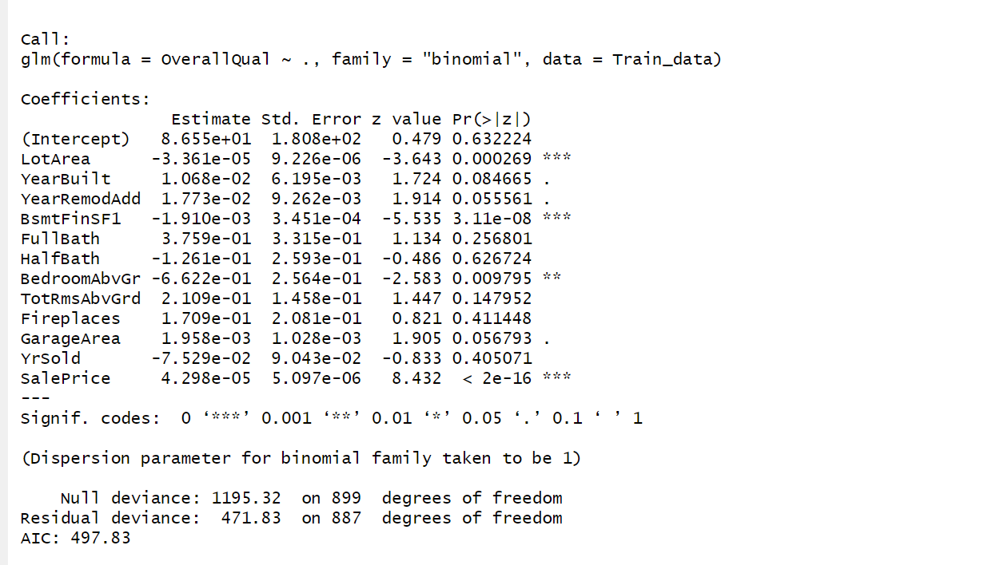 Call:
glm(formula = OverallQual ~ ., family = "binomial", data = Train_data)

Coefficients:
               Estimate Std. Error z value Pr(>|z|)
(Intercept)   8.655e+01  1.808e+02   0.479 0.632224
LotArea      -3.361e-05  9.226e-06  -3.643 0.000269 ***
YearBuilt     1.068e-02  6.195e-03   1.724 0.084665 .
YearRemodAdd  1.773e-02  9.262e-03   1.914 0.055561 .
BsmtFinSF1   -1.910e-03  3.451e-04  -5.535 3.11e-08 ***
FullBath      3.759e-01  3.315e-01   1.134 0.256801
HalfBath     -1.261e-01  2.593e-01  -0.486 0.626724
BedroomAbvGr -6.622e-01  2.564e-01  -2.583 0.009795 **
TotRmsAbvGrd  2.109e-01  1.458e-01   1.447 0.147952
Fireplaces    1.709e-01  2.081e-01   0.821 0.411448
GarageArea    1.958e-03  1.028e-03   1.905 0.056793 .
YrSold       -7.529e-02  9.043e-02  -0.833 0.405071
SalePrice     4.298e-05  5.097e-06   8.432  < 2e-16 ***
---
Signif. codes:  0 ‘***’ 0.001 ‘**’ 0.01 ‘*’ 0.05 ‘.’ 0.1 ‘ ’ 1

(Dispersion parameter for binomial family taken to be 1)

    Null deviance: 1195.32  on 899  degrees of freedom
Residual deviance:  471.83  on 887  degrees of freedom
AIC: 497.83